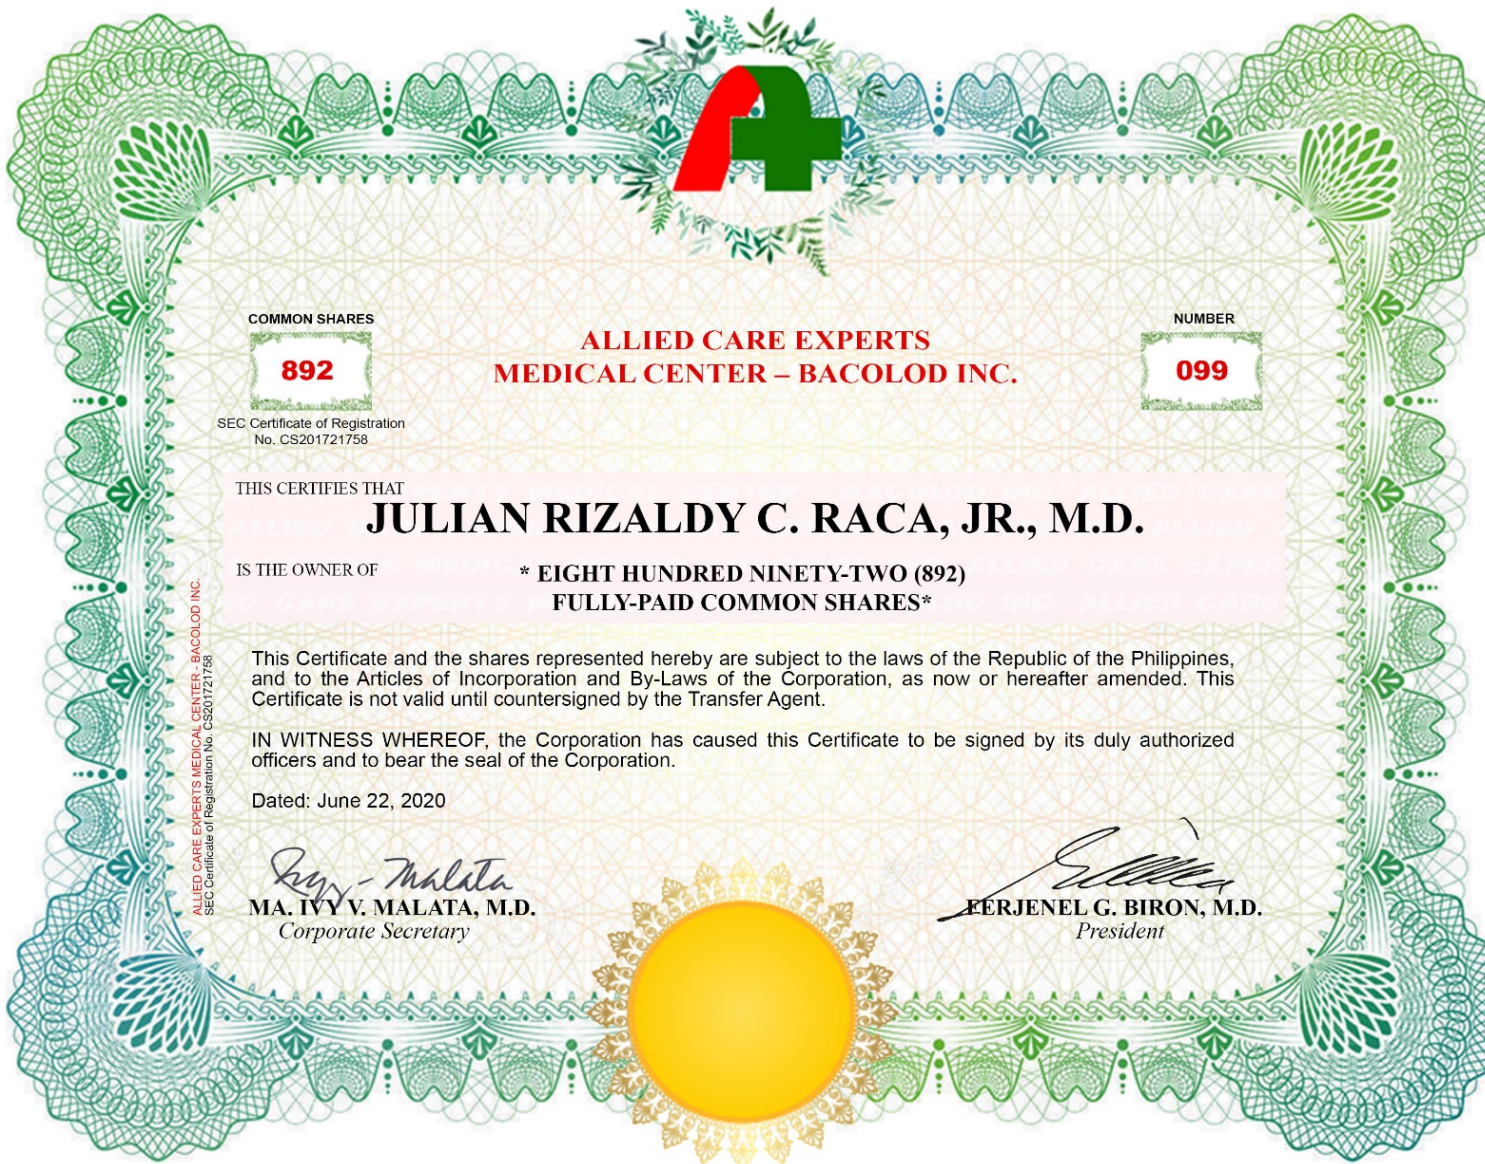 COMMON SHARES
892
SEC Certificate of Registration
No. CS201721758
ALLIED CARE EXPERTS
MEDICAL CENTER – BACOLOD INC.
NUMBER
099
THIS CERTIFIES THAT
JULIAN RIZALDY C. RACA, JR., M.D.
IS THE OWNER OF
* EIGHT HUNDRED NINETY-TWO (892)
FULLY-PAID COMMON SHARES*
This Certificate and the shares represented hereby are subject to the laws of the Republic of the Philippines,
and to the Articles of Incorporation and By-Laws of the Corporation, as now or hereafter amended. This
Certificate is not valid until countersigned by the Transfer Agent.
IN WITNESS WHEREOF, the Corporation has caused this Certificate to be signed by its duly authorized
officers and to bear the seal of the Corporation.
Dated: June 22, 2020
MA. IVY V. MALATA, M.D.
Corporate Secretary
FERJENEL G. BIRON, M.D.
President
ALLIED CARE EXPERTS MEDICAL CENTER - BACOLOD INC.
SEC Certificate of Registration No. CS201721758